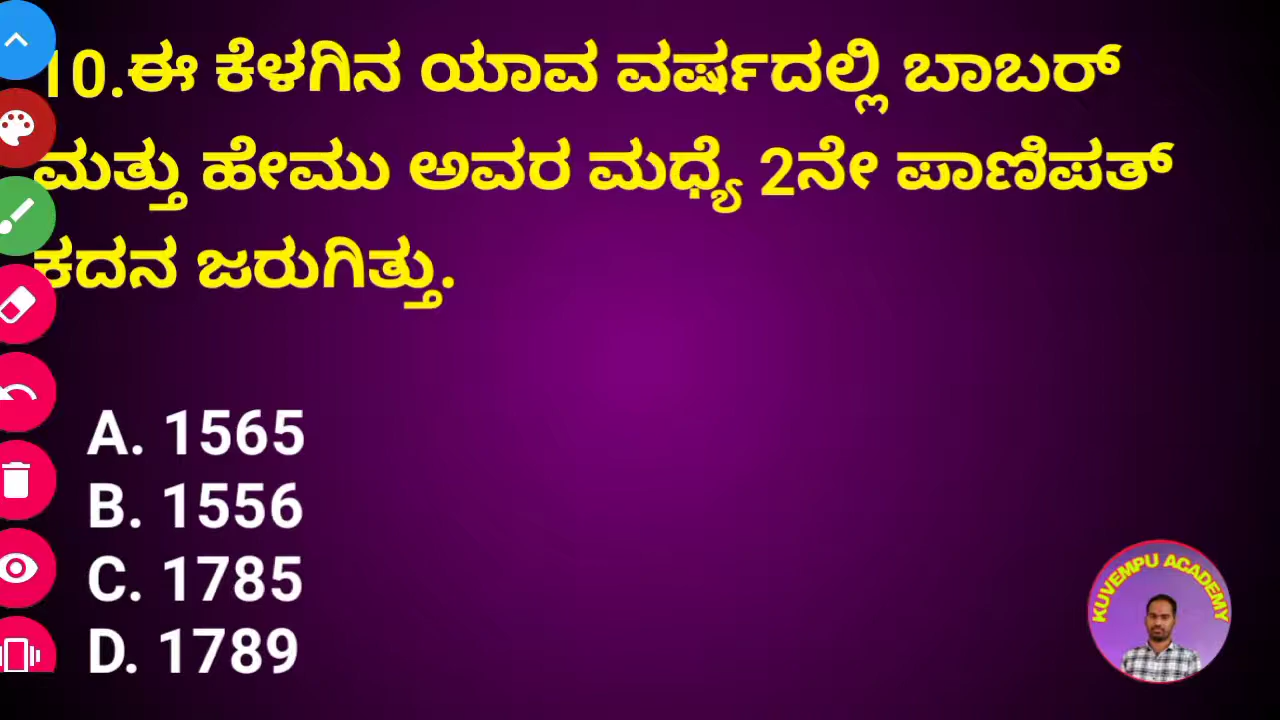 10.ಈ ಕೆಳಗಿನ ಯಾವ ವರ್ಷದಲ್ಲಿ ಬಾಬರ್
ಮತ್ತು ಹೇಮು ಅವರ ಮಧ್ಯೆ 2ನೇ ಪಾಣಿಪತ್
ಕದನ ಜರುಗಿತ್ತು.
A. 1565
B. 1556
C. 1785
D. 1789
KUVEMPU ACADEMY